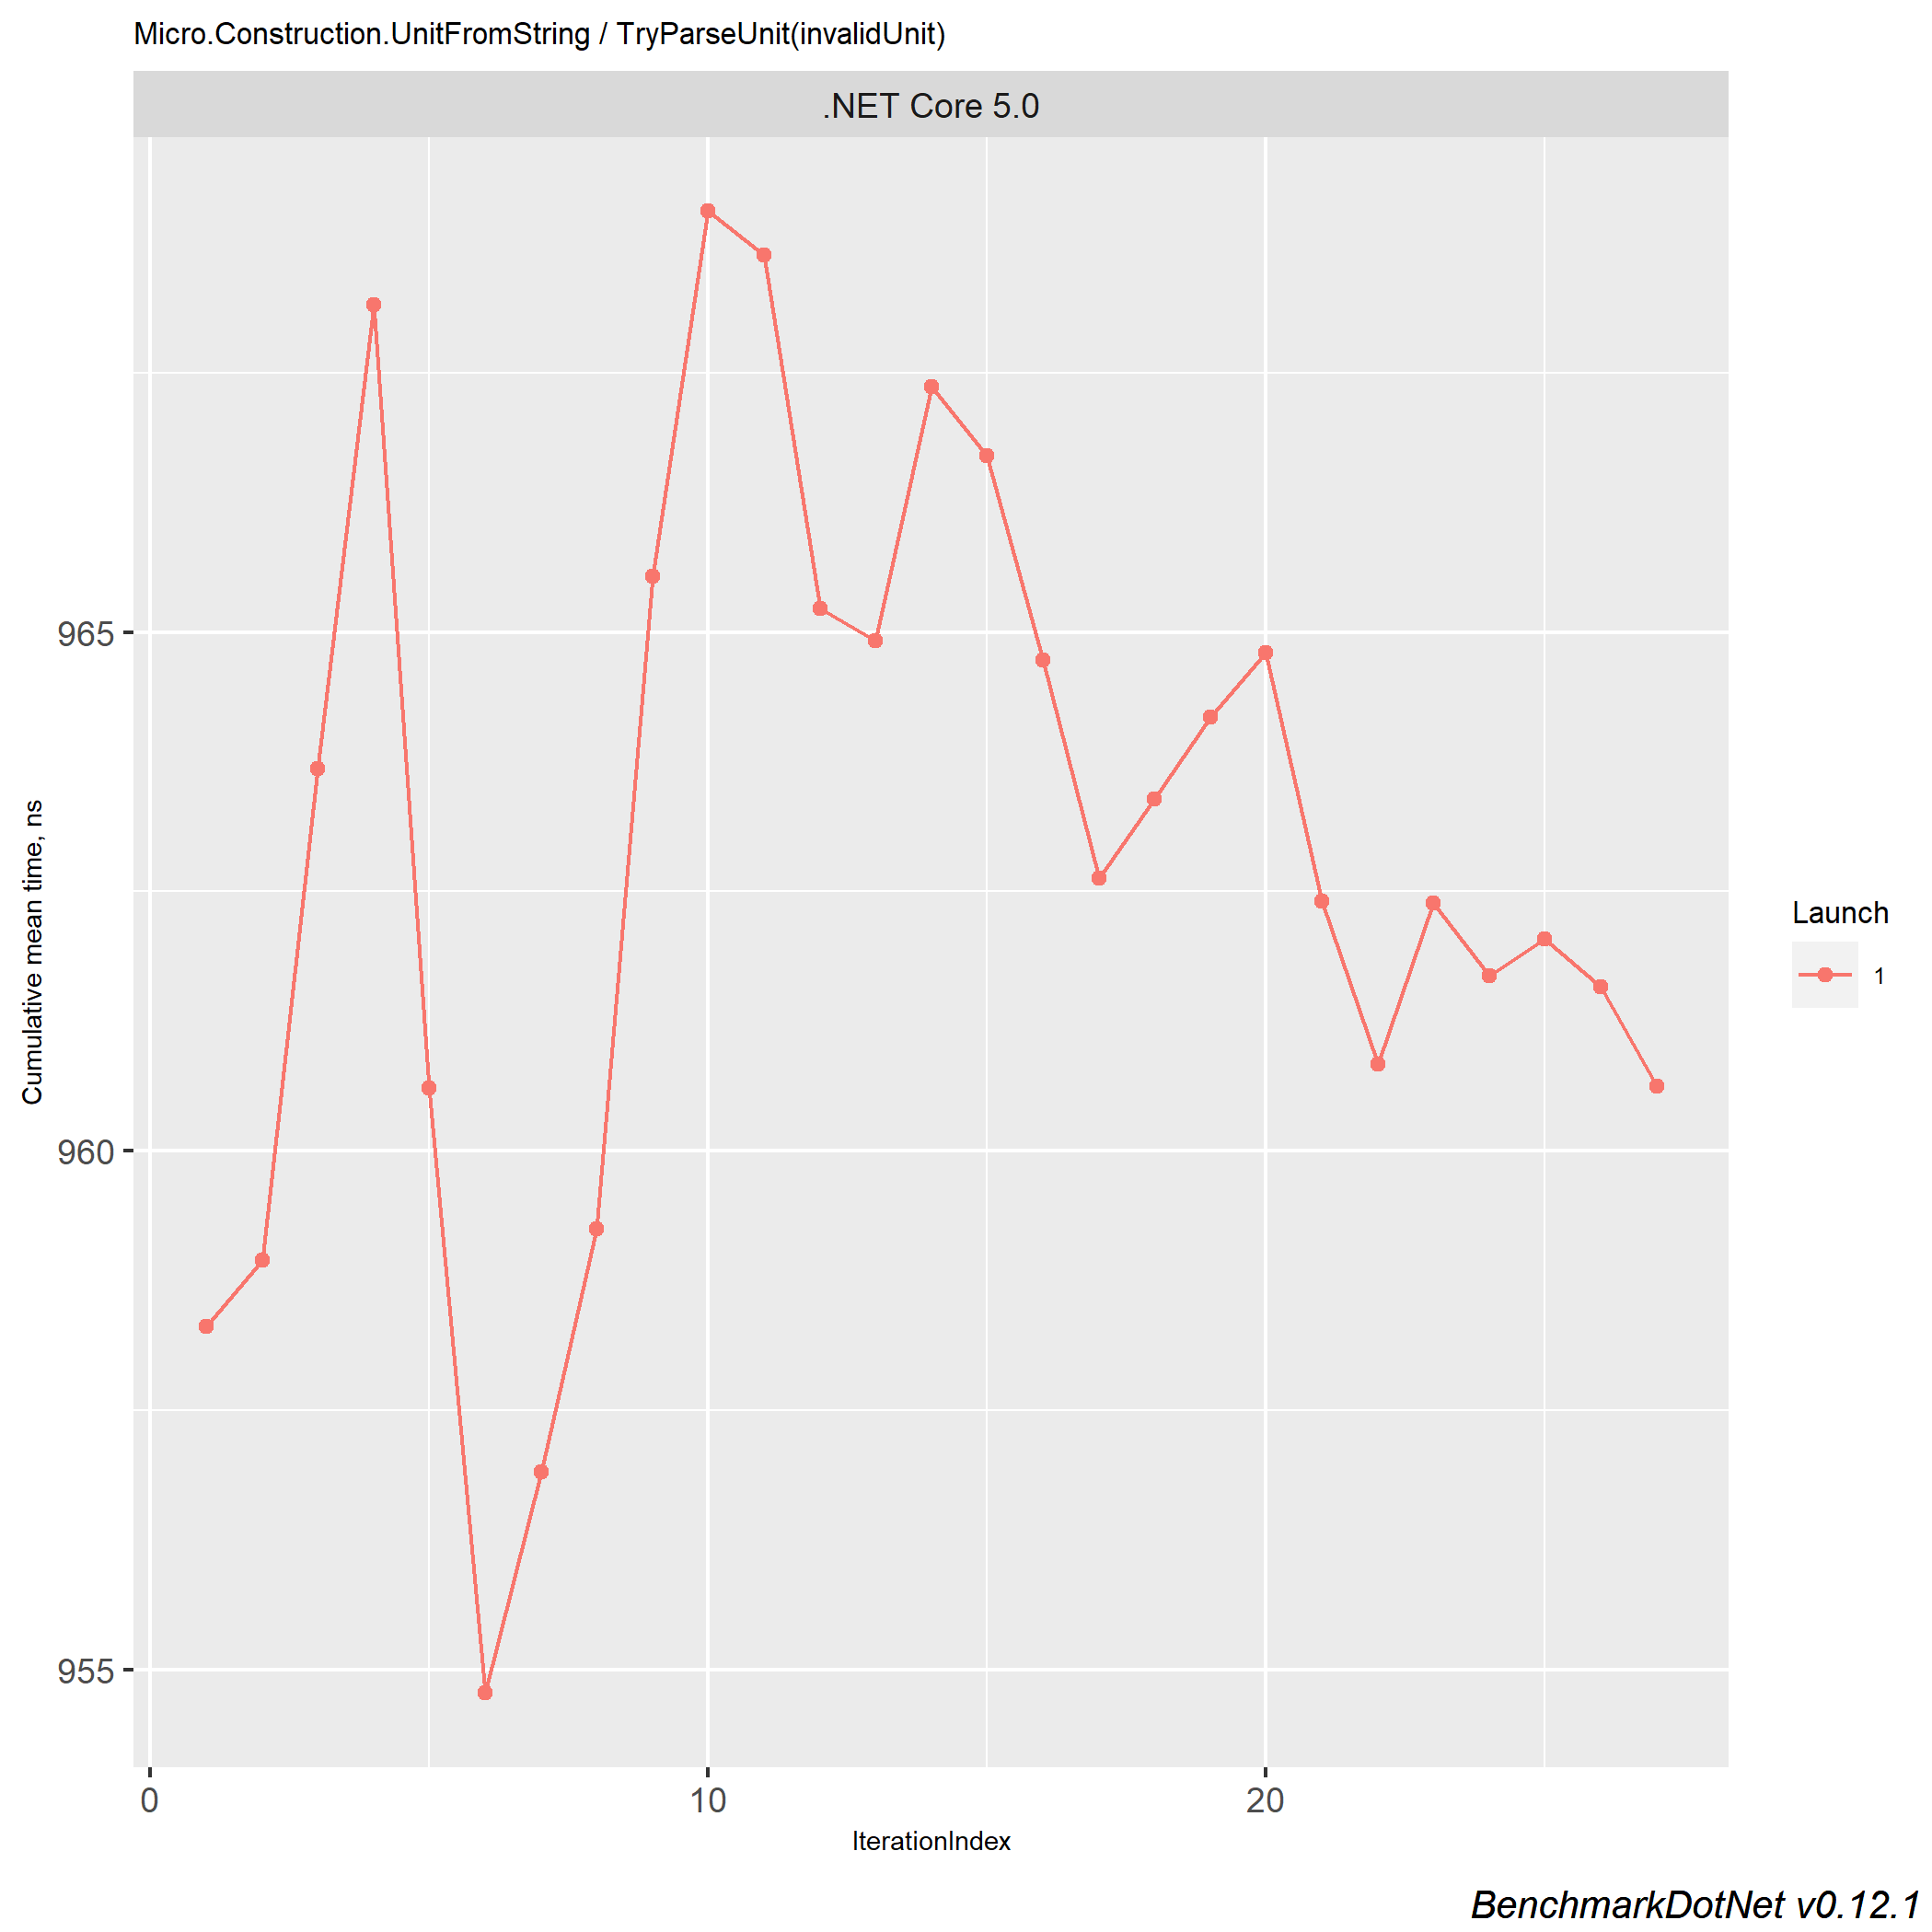 Micro.Construction.UnitFromString / TryParseUnit(invalidUnit)
.NET Core 5.0
965
960
955
Cumulative mean time, ns
0
10
20
IterationIndex
Launch
1
BenchmarkDotNet v0.12.1